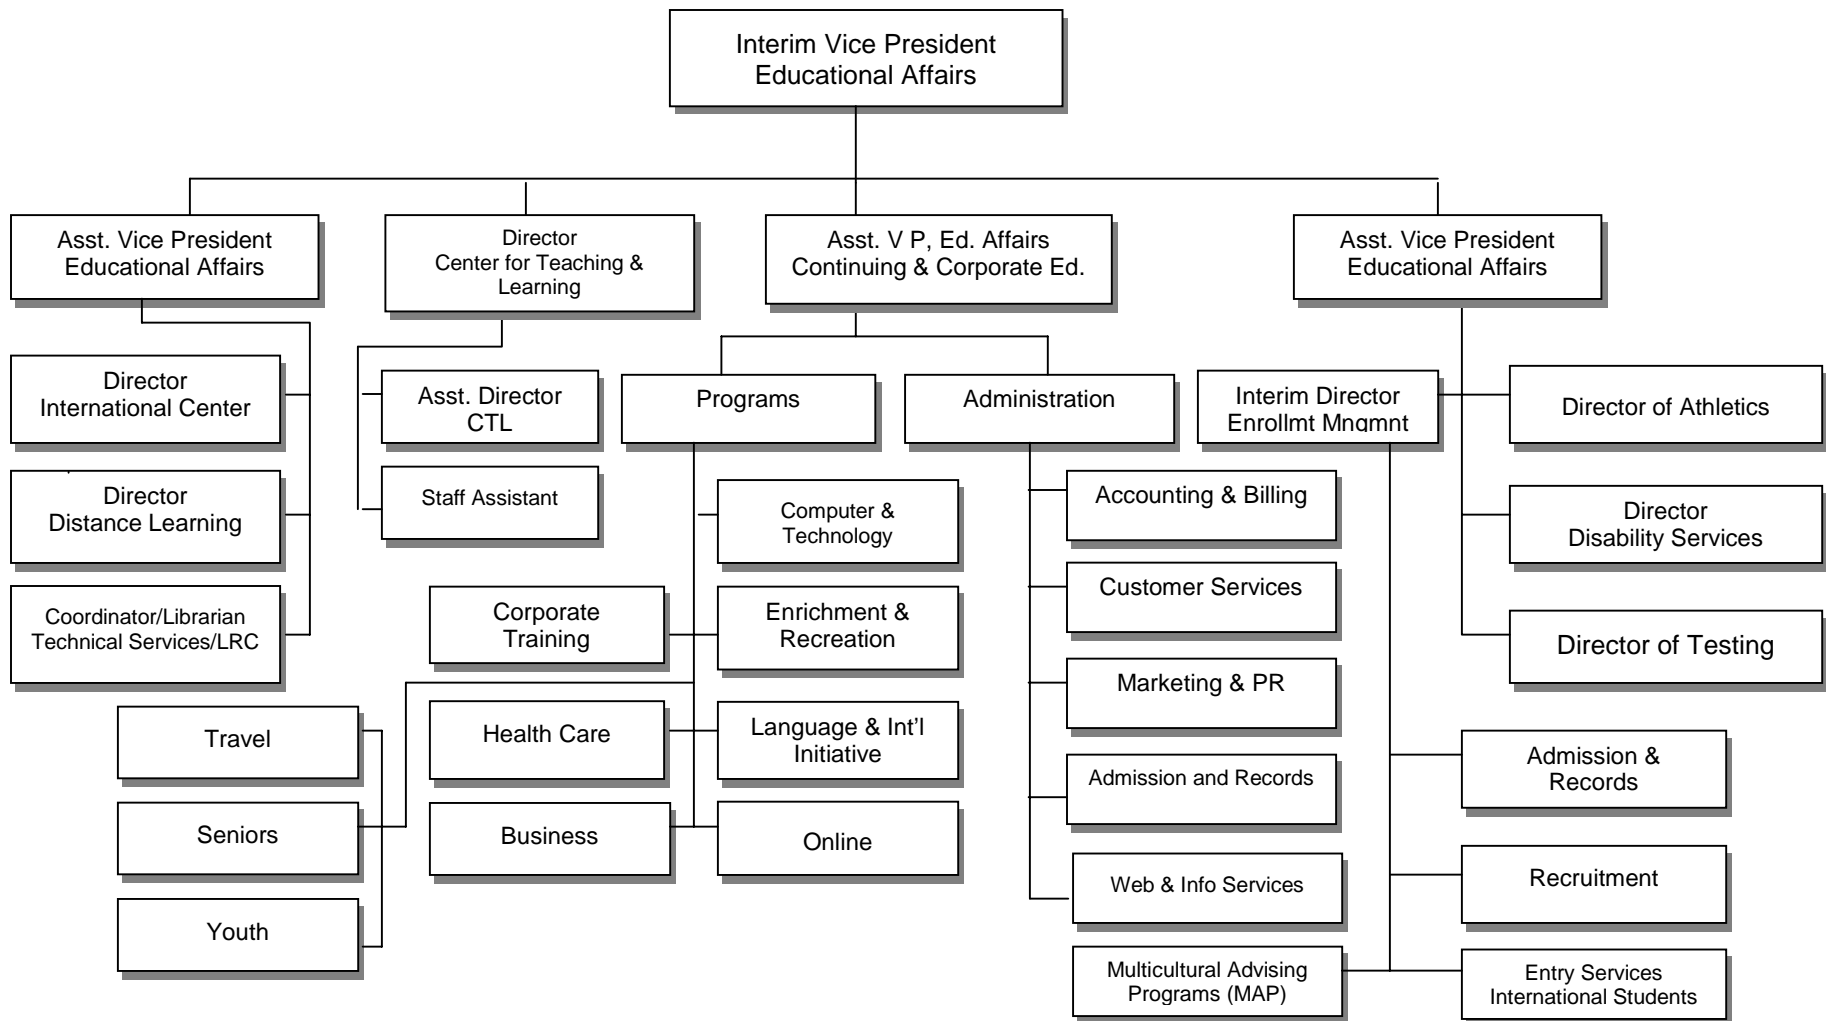 Interim Vice President
Educational Affairs
Asst. Vice President
Educational Affairs
Director
Center for Teaching &
Learning
Asst. V P, Ed. Affairs
Continuing & Corporate Ed.
Asst. Vice President
Educational Affairs
Director
International Center
Director
Distance Learning
Coordinator/Librarian
Technical Services/LRC
Asst. Director
CTL
Staff Assistant
Programs
Administration
Interim Director
Enrollmt Mngmnt
Director of Athletics
Director
Disability Services
Director of Testing
Computer &
Technology
Corporate
Training
Enrichment &
Recreation
Health Care
Language & Int'l
Initiative
Business
Online
Travel
Seniors
Youth
Accounting & Billing
Customer Services
Marketing & PR
Admission and Records
Web & Info Services
Multicultural Advising
Programs (MAP)
Admission &
Records
Recruitment
Entry Services
International Students